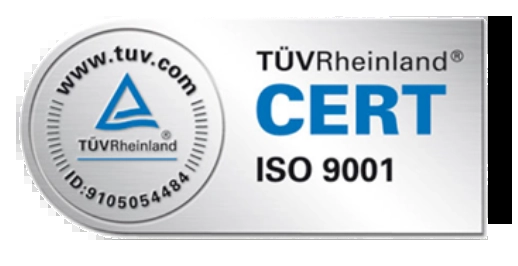 www.tuv.com
TÜVRheinland®
ID:9105054484
TÜVRheinland®
CERT
ISO 9001